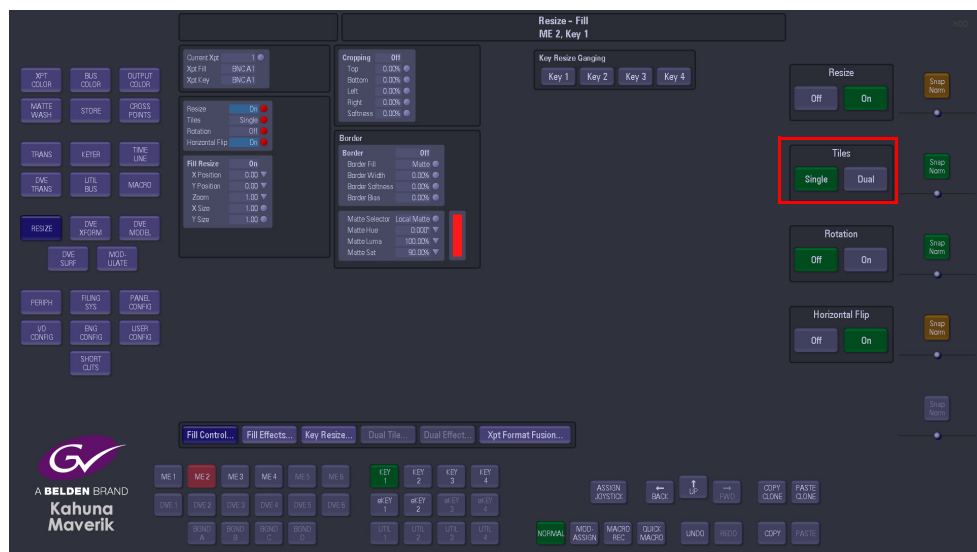 Resize - Fill
ME 2, Key 1
HDD
Current Xpt 1
Xpt Fill BNCA1
Xpt Key BNCA1
Resize On
Tiles Single
Rotation Off
Horizontal Flip On
Fill Resize On
X Position 0.00
Y Position 0.00
Zoom 1.00
X Size 1.00
Y Size 1.00
Cropping Off
Top 0.00%
Bottom 0.00%
Left 0.00%
Right 0.00%
Softness 0.00%
Border
Border Off
Border Fill Matte
Border Width 0.00%
Border Softness 0.00%
Border Bias 0.00%
Matte Selector Local Matte
Matte Hue 0.000°
Matte Luma 100.00%
Matte Sat 90.00%
Key Resize Ganging
Key 1 Key 2 Key 3 Key 4
Resize
Off On
Snap
Norm
Tiles
Single Dual
Snap
Norm
Rotation
Off On
Snap
Norm
Horizontal Flip
Off On
Snap
Norm
Snap
Norm
XPT
COLOR
BUS
COLOR
OUTPUT
COLOR
MATTE
WASH
STORE
CROSS
POINTS
TRANS
KEYER
TIME
LINE
DVE
TRANS
UTIL
BUS
MACRO
RESIZE
DVE
XFORM
DVE
MODEL
DVE
SURF
MOD-
ULATE
PERIPH
FILING
SYS
PANEL
CONFIG
I/O
CONFIG
ENG
CONFIG
USER
CONFIG
SHORT
CUTS
Fill Control... Fill Effects... Key Resize... Dual Tile... Dual Effect... Xpt Format Fusion...
GV
A BELDEN BRAND
Kahuna
Maverik
ME 1 ME 2 ME 3 ME 4 ME 5 ME 6
DVE 1 DVE 2 DVE 3 DVE 4 DVE 5 DVE 6
BGND
A
BGND
B
BGND
C
BGND
D
KEY
1
KEY
2
KEY
3
KEY
4
eKEY
1
eKEY
2
eKEY
3
eKEY
4
UTIL
1
UTIL
2
UTIL
3
UTIL
4
ASSIGN
JOYSTICK
BACK
UP
FWD
COPY
CLONE
PASTE
CLONE
NORMAL
MOD-
ASSIGN
MACRO
REC
QUICK
MACRO
UNDO
REDO
COPY
PASTE